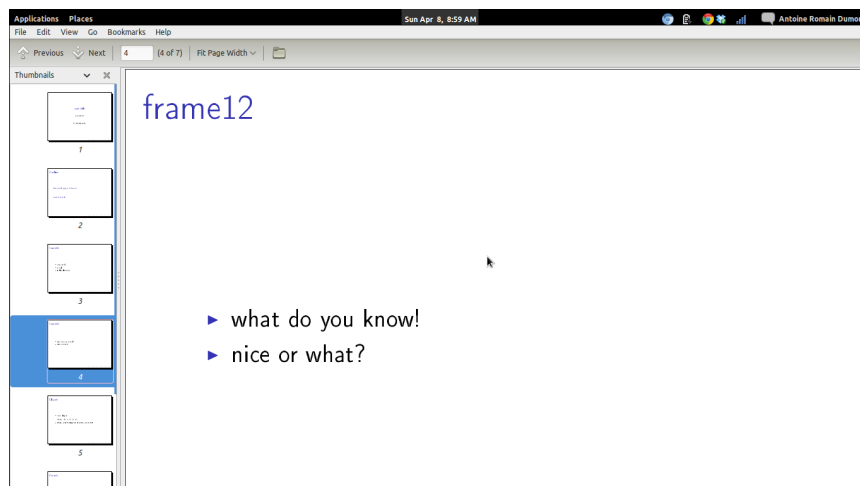 Applications Places Sun Apr 8, 8:59 AM Antoine Romain Dumon
File Edit View Go Bookmarks Help
Previous Next 4 (4 of 7) Fit Page Width
Thumbnails
frame12
what do you know!
nice or what?
1
2
3
4
5